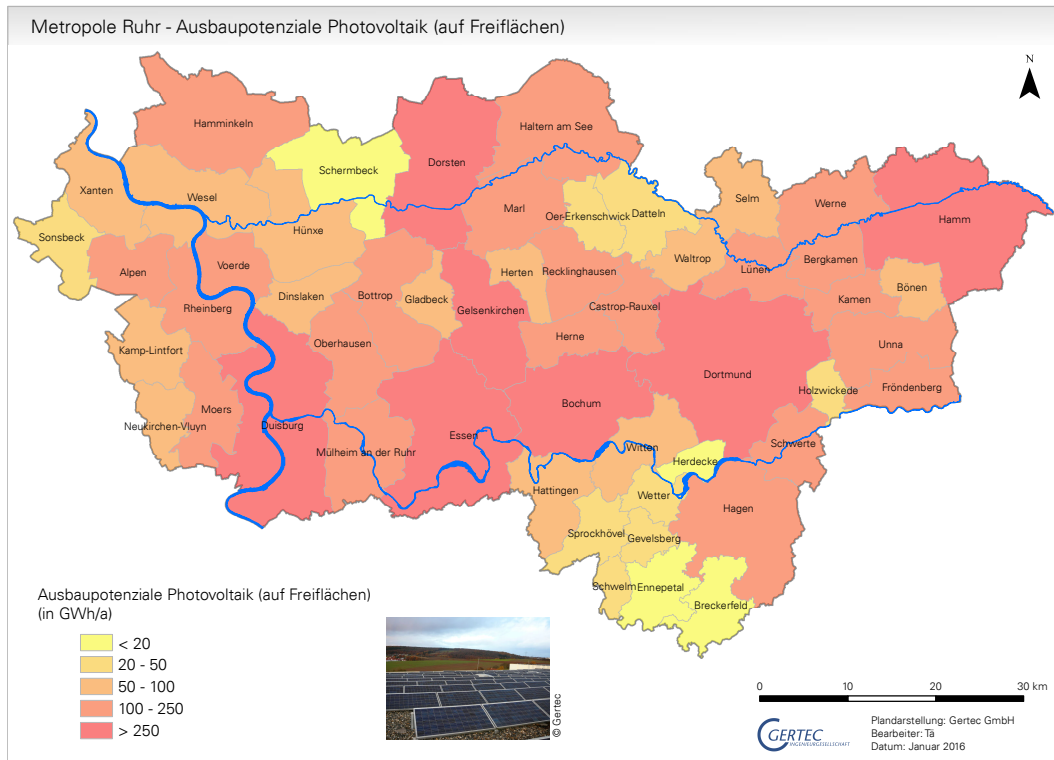 Metropole Ruhr - Ausbaupotenziale Photovoltaik (auf Freiflächen)
N
Hamminkeln
Haltern am See
Schermbeck
Dorsten
Xanten
Wesel
Marl
Oer-Erkenschwick
Datteln
Selm
Werne
Hamm
Sonsbeck
Hünxe
Alpen
Voerde
Waltrop
Lünen
Bergkamen
Dinslaken
Bottrop
Gladbeck
Herten
Recklinghausen
Bönen
Rheinberg
Gelsenkirchen
Castrop-Rauxel
Kamen
Kamp-Lintfort
Oberhausen
Herne
Unna
Dortmund
Holzwickede
Fröndenberg
Neukirchen-Vluyn
Moers
Duisburg
Bochum
Essen
Mülheim an der Ruhr
Witten
Schwerte
Herdecke
Hattingen
Wetter
Hagen
Sprockhövel
Gevelsberg
Schwelm
Ennepetal
Breckerfeld
Ausbaupotenziale Photovoltaik (auf Freiflächen)
(in GWh/a)
< 20
20 - 50
50 - 100
100 - 250
> 250
© Gertec
0 10 20 30 km
GERTEC
INGENIEURGESELLSCHAFT
Plandarstellung: Gertec GmbH
Bearbeiter: Tä
Datum: Januar 2016